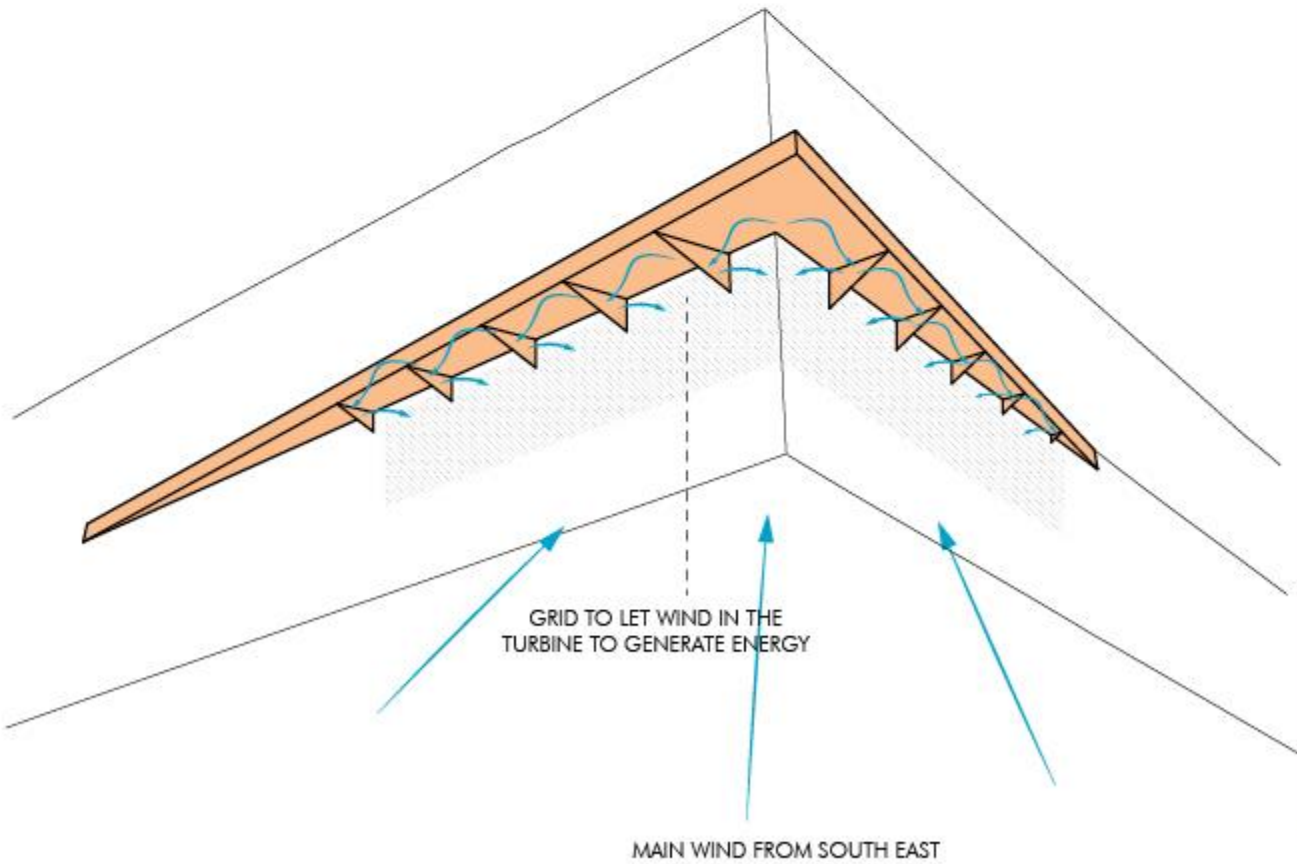 GRID TO LET WIND IN THE
TURBINE TO GENERATE ENERGY
MAIN WIND FROM SOUTH EAST